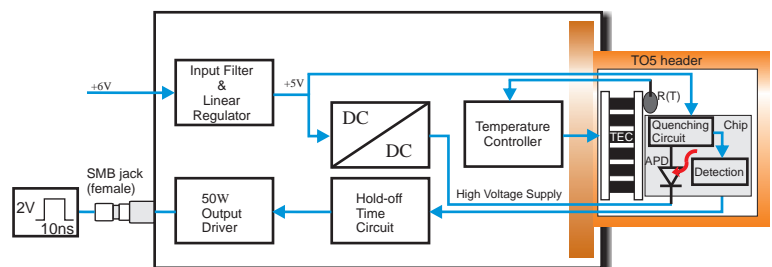 TO5 header
+6V
Input Filter
&
Linear
Regulator
+5V
DC
DC
Temperature
Controller
R(T)
TEC
Quenching
Circuit
Chip
APD
Detection
SMB jack
(female)
2V
10ns
50W
Output
Driver
Hold-off
Time
Circuit
High Voltage Supply